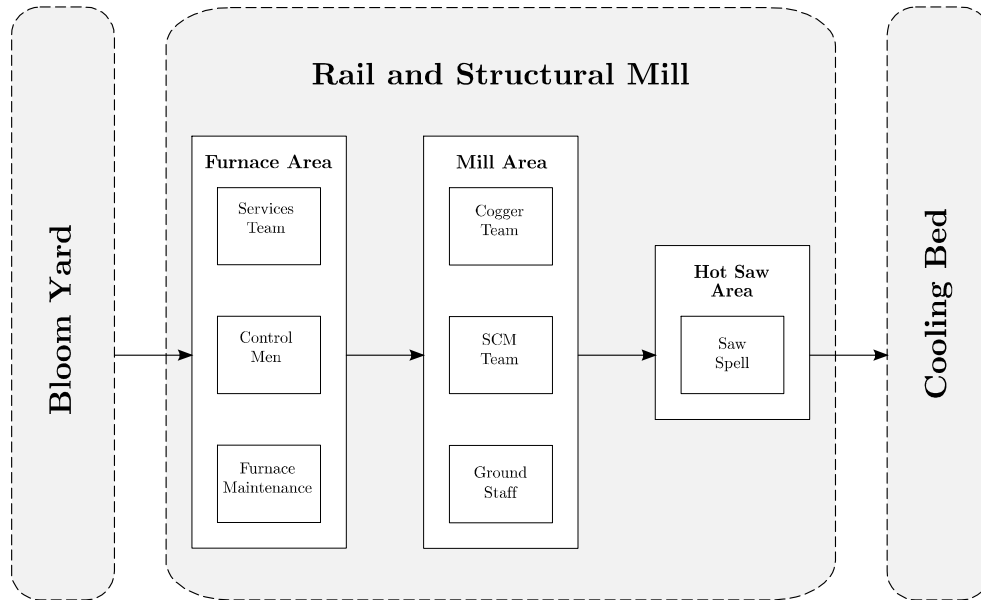 Rail and Structural Mill
Bloom Yard
Furnace Area
Services
Team
Control
Men
Furnace
Maintenance
Mill Area
Cogger
Team
SCM
Team
Ground
Staff
Hot Saw
Area
Saw
Spell
Cooling Bed